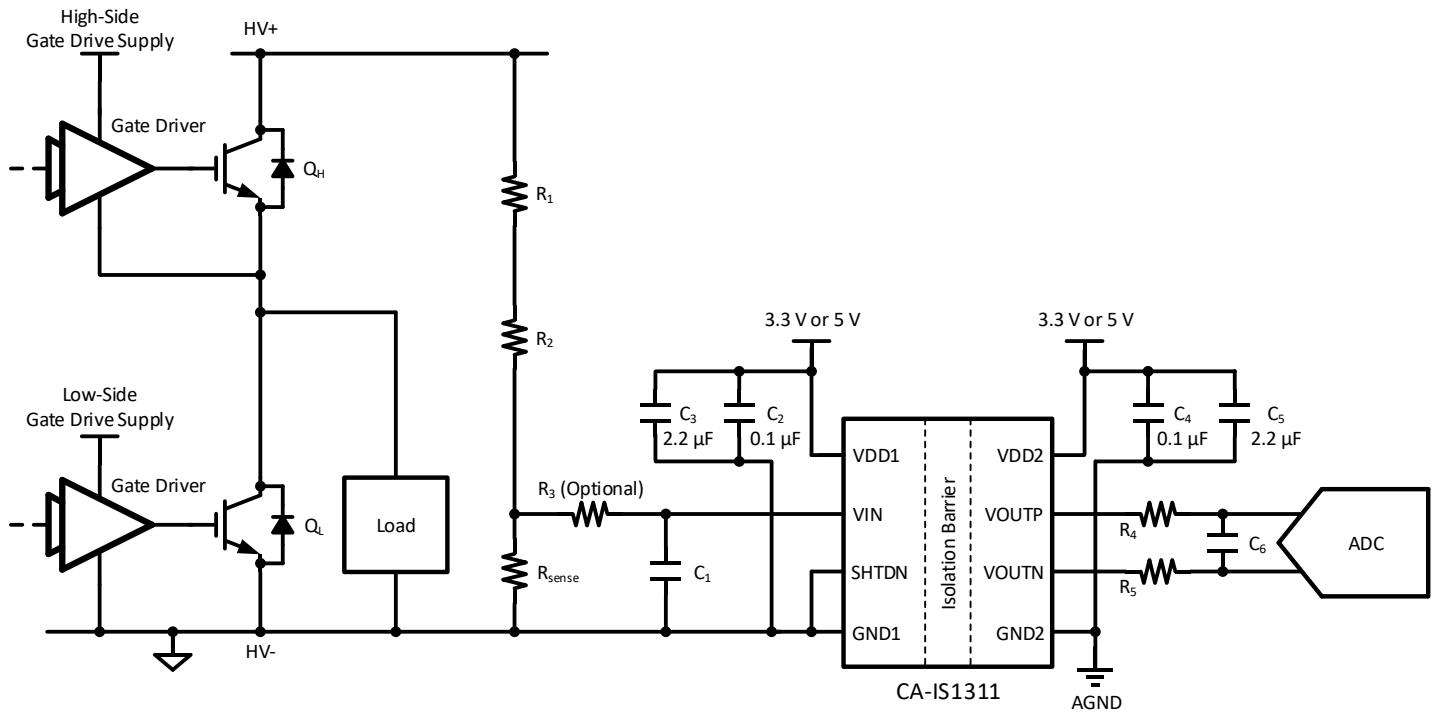 High-Side
Gate Drive Supply
HV+
Gate Driver
QH
R1
R2
3.3 V or 5 V
3.3 V or 5 V
Low-Side
Gate Drive Supply
C3
2.2 µF
C2
0.1 µF
C4
0.1 µF
C5
2.2 µF
VDD1
VDD2
Gate Driver
QL
Load
R3 (Optional)
VIN
Isolation Barrier
VOUTP
R4
C6
ADC
Rsense
C1
SHTDN
VOUTN
R5
HV-
GND1
GND2
CA-IS1311
AGND